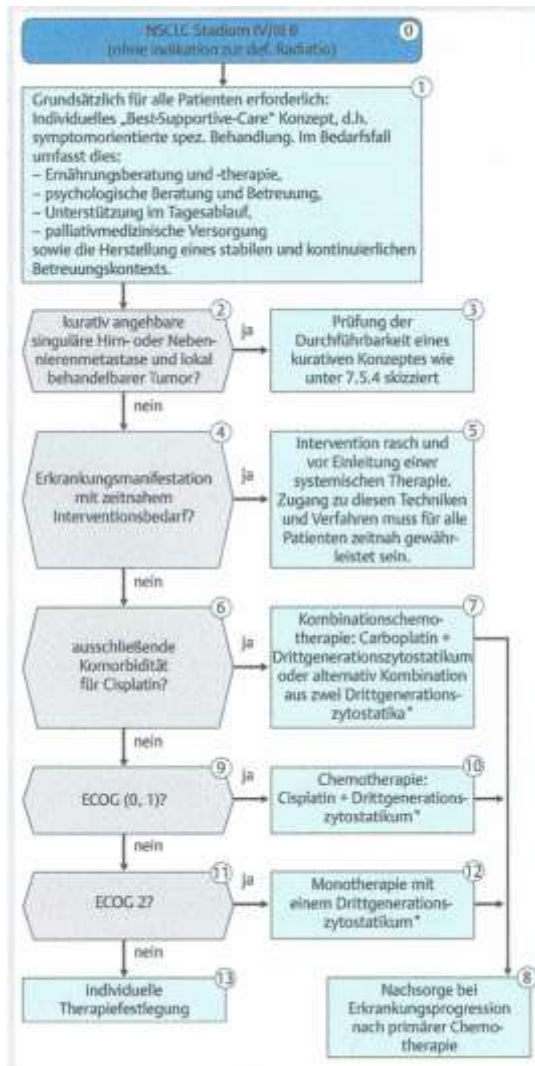 NSCLC Stadium IV/III B
0
(ohne Indikation zur def. Radiatio)
1
Grundsätzlich für alle Patienten erforderlich:
Individuelles „Best-Supportive-Care“ Konzept, d.h.
symptomorientierte spez. Behandlung. Im Bedarfsfall
umfasst dies:
– Ernährungsberatung und -therapie,
– psychologische Beratung und Betreuung,
– Unterstützung im Tagesablauf,
– palliativmedizinische Versorgung
sowie die Herstellung eines stabilen und kontinuierlichen
Betreuungskontexts.
2
kurativ angehbare
singuläre Hirn- oder Neben-
nierenmetastase und lokal
behandelbarer Tumor?
ja
3
Prüfung der
Durchführbarkeit eines
kurativen Konzeptes wie
unter 7.5.4 skizziert
nein
4
Erkrankungsmanifestation
mit zeitnahem
Interventionsbedarf?
ja
5
Intervention rasch und
vor Einleitung einer
systemischen Therapie.
Zugang zu diesen Techniken
und Verfahren muss für alle
Patienten zeitnah gewähr-
leistet sein.
nein
6
ausschließende
Komorbidität
für Cisplatin?
ja
7
Kombinationschemo-
therapie: Carboplatin +
Drittgenerationszytostatikum
oder alternativ Kombination
aus zwei Drittgenerations-
zytostatika*
nein
9
ECOG (0, 1)?
ja
10
Chemotherapie:
Cisplatin + Drittgenerations-
zytostatikum*
nein
11
ECOG 2?
ja
12
Monotherapie mit
einem Drittgenerations-
zytostatikum*
nein
13
individuelle
Therapiefestlegung
8
Nachsorge bei
Erkrankungsprogression
nach primärer Chemo-
therapie